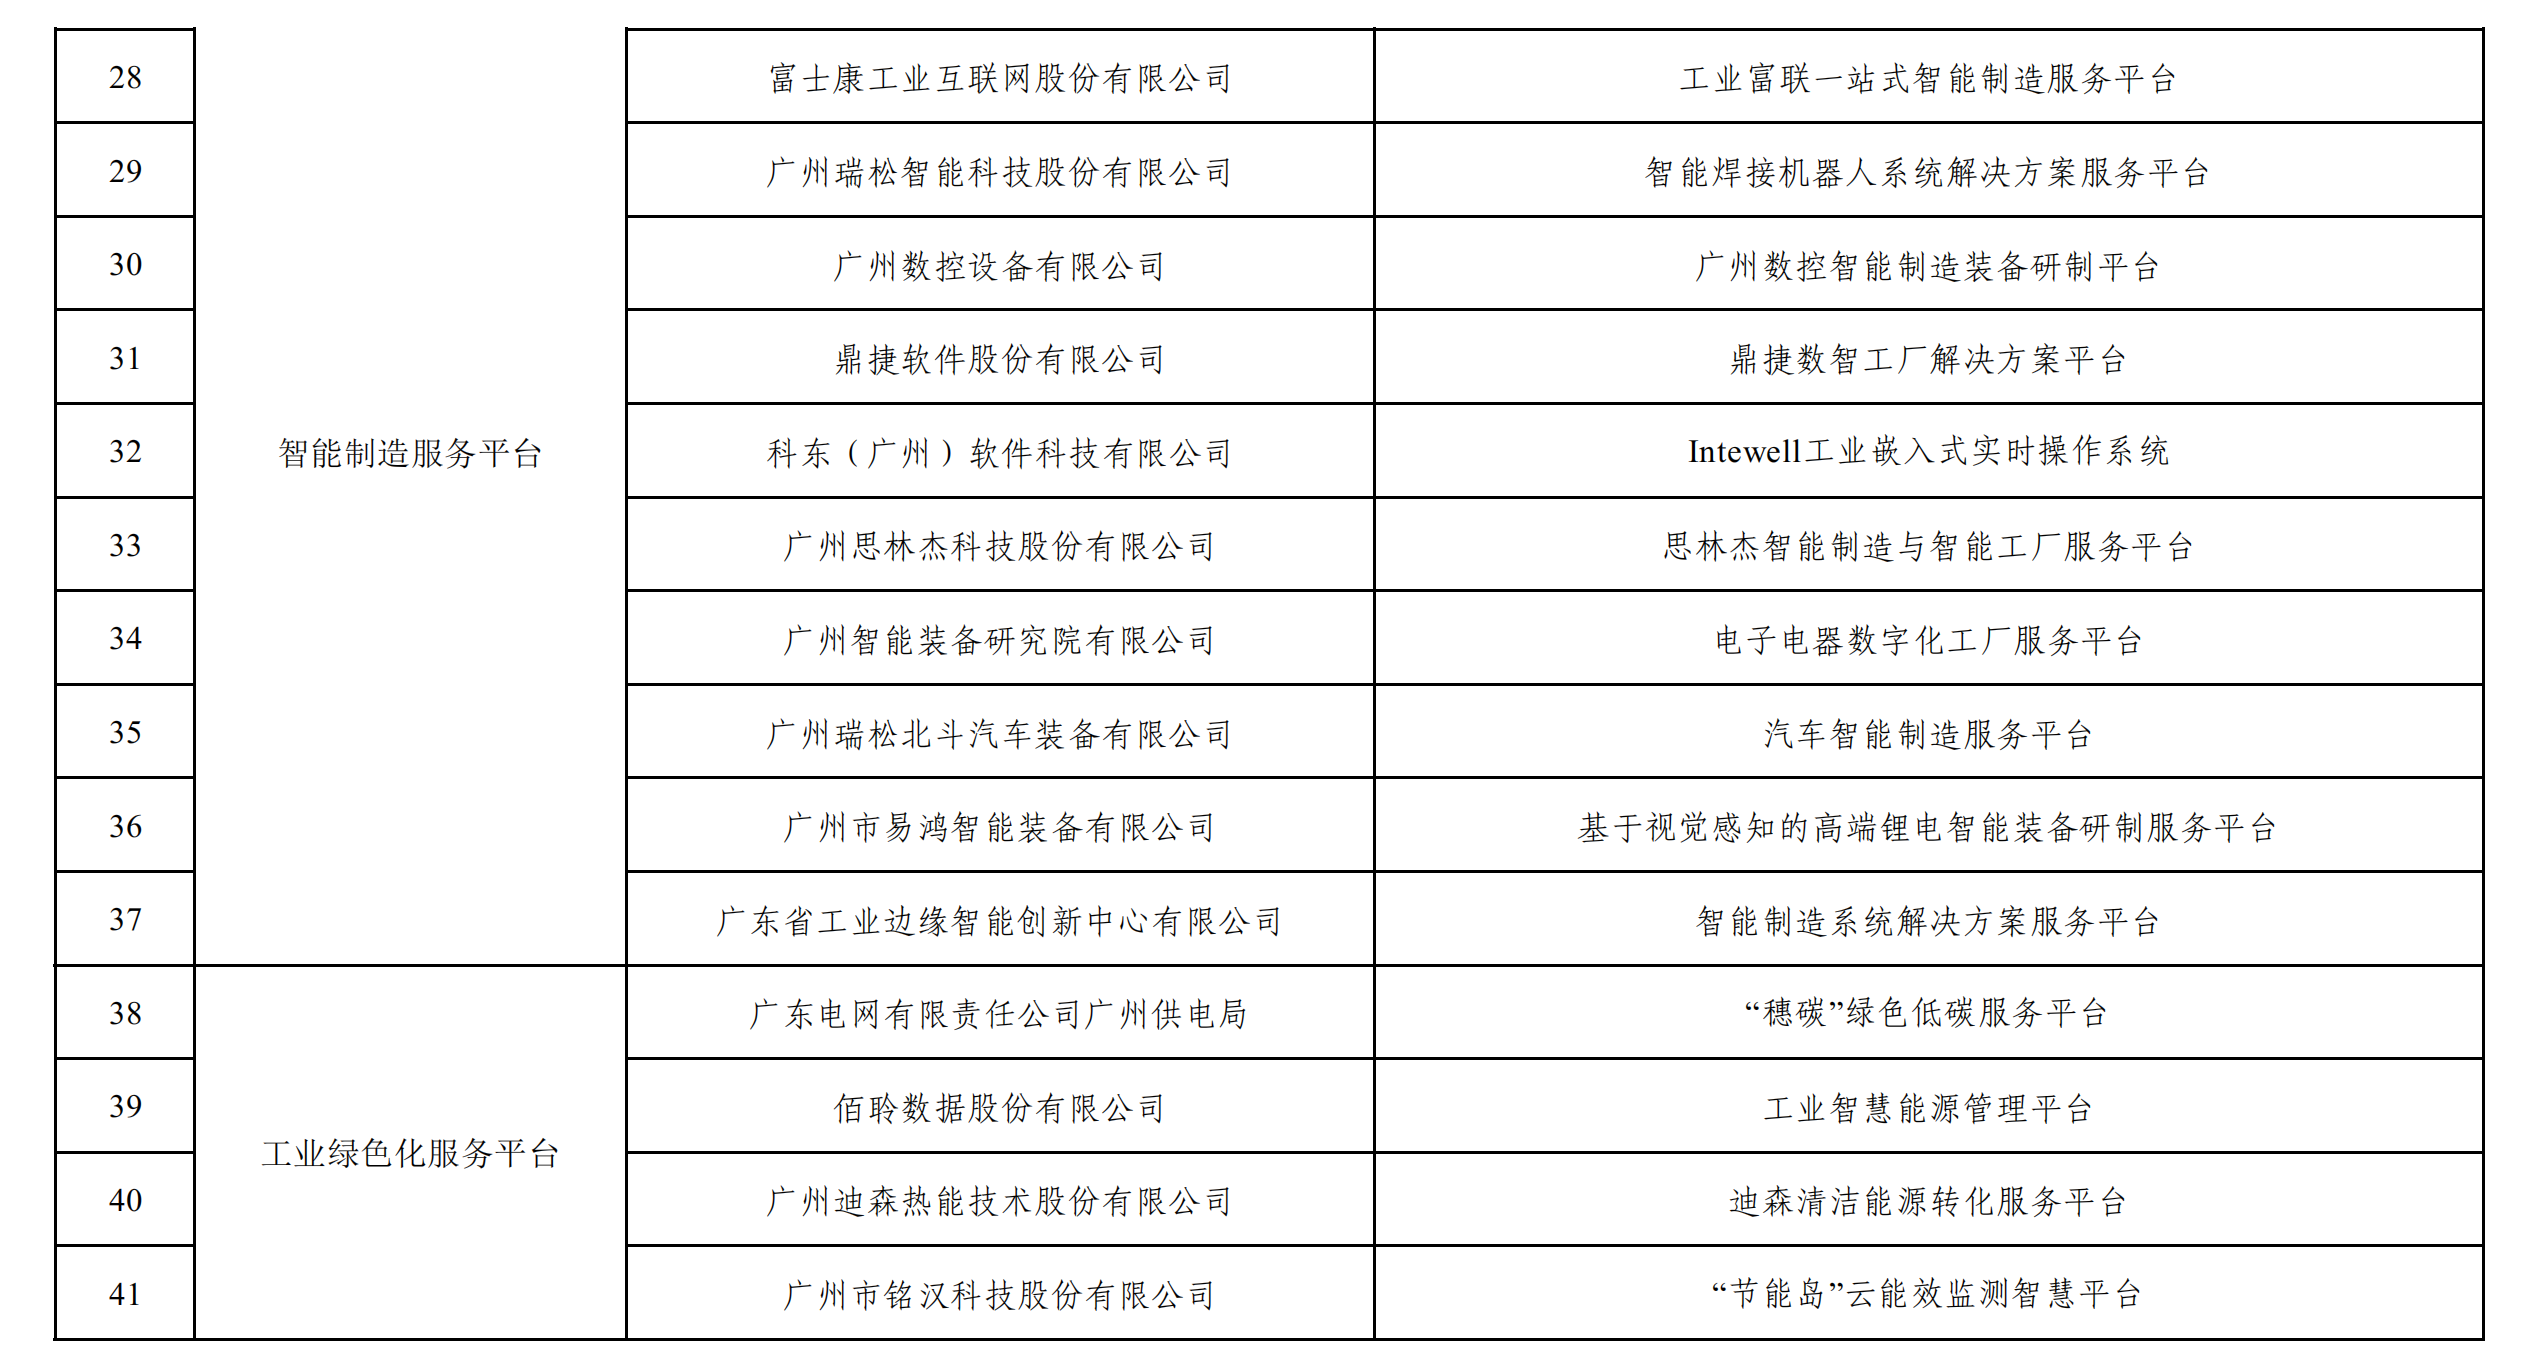 28 富士康工业互联网股份有限公司 工业富联一站式智能制造服务平台
29 广州瑞松智能科技股份有限公司 智能焊接机器人系统解决方案服务平台
30 广州数控设备有限公司 广州数控智能制造装备研制平台
31 鼎捷软件股份有限公司 鼎捷数智工厂解决方案平台
32 智能制造服务平台 科东（广州）软件科技有限公司 Intewell工业嵌入式实时操作系统
33 广州思林杰科技股份有限公司 思林杰智能制造与智能工厂服务平台
34 广州智能装备研究院有限公司 电子电器数字化工厂服务平台
35 广州瑞松北斗汽车装备有限公司 汽车智能制造服务平台
36 广州市易鸿智能装备有限公司 基于视觉感知的高端锂电智能装备研制服务平台
37 广东省工业边缘智能创新中心有限公司 智能制造系统解决方案服务平台
38 广东电网有限责任公司广州供电局 “穗碳”绿色低碳服务平台
39 佰聆数据股份有限公司 工业智慧能源管理平台
工业绿色化服务平台
40 广州迪森热能技术股份有限公司 迪森清洁能源转化服务平台
41 广州市铭汉科技股份有限公司 “节能岛”云能效监测智慧平台